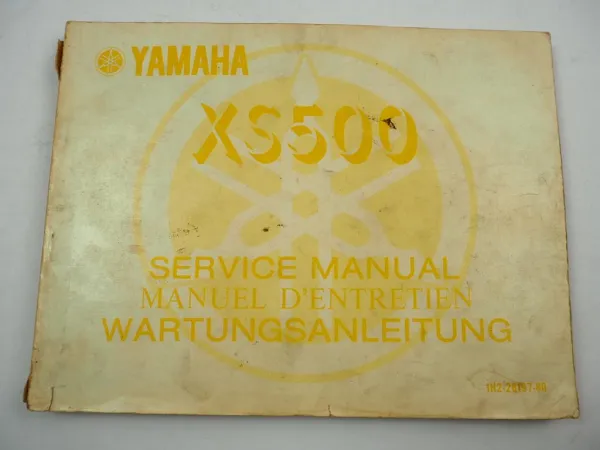 YAMAHA
XS500
SERVICE MANUAL
MANUEL D'ENTRETIEN
WARTUNGSANLEITUNG